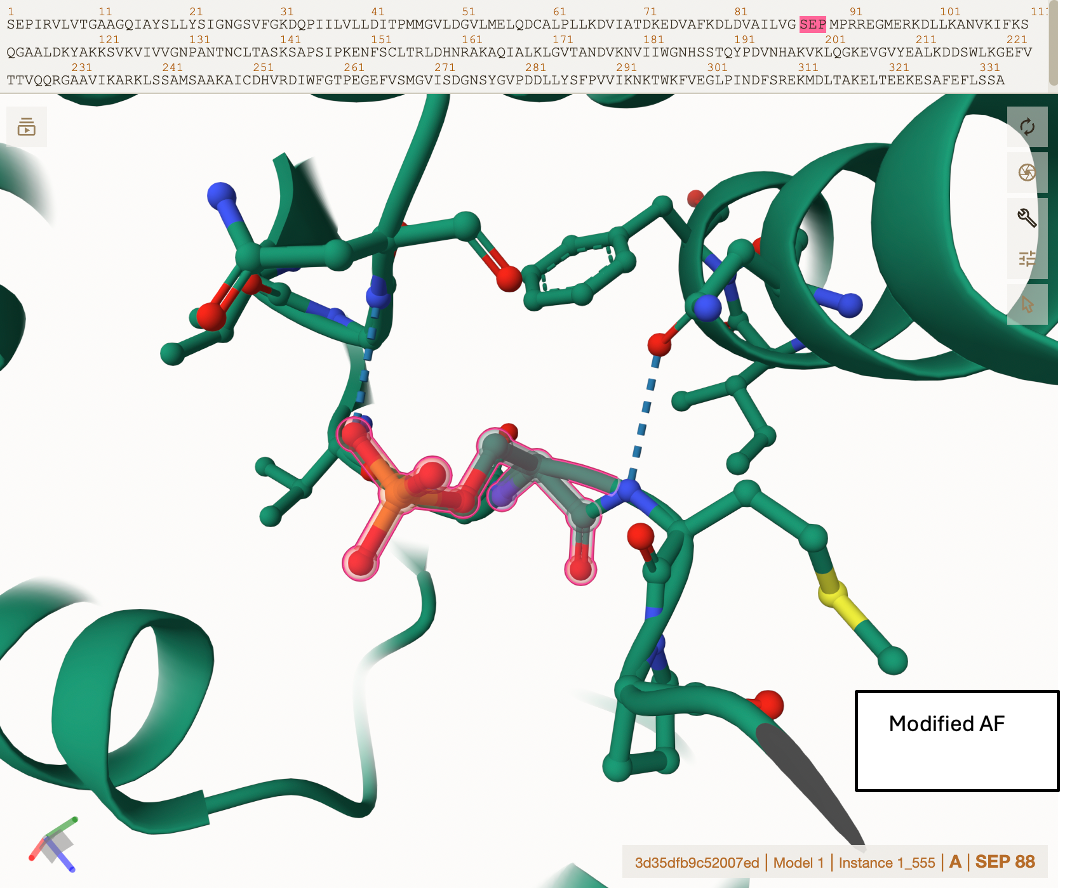 1 11 21 31 41 51 61 71 81 91 101 111
SEPIRVLVTGAAGQIAYSLLYSIGNGSVFGKDQPIILVLLDITPMMGVLDGVLMELQDCALPLLKDVIATDKEDVAFKDLDVAILVG SEP MPRREGMERKDLLKANVKIFKS
121 131 141 151 161 171 181 191 201 211 221
QGAALDKYAKKSVKVIVVGNPANTNCLTASKSAPSIPKENFSCLTRLDHNRAKAQIALKLGVTANDVKNVIIWGNHSSTQYPDVNHAKVKLQGKEVGVYEALKDDSWLKGEFV
231 241 251 261 271 281 291 301 311 321 331
TTVQQRGAAVIKARKLSSAMSAAKAICDHVRDIWFGTPEGEFVSMGVISDGNSYGVPDDLLYSFPVVIKNKTWKFVEGLPINDFSREKMDLTAKELTEEKESAFEFLSSA
Modified AF
3d35dfb9c52007ed | Model 1 | Instance 1_555 | A | SEP 88